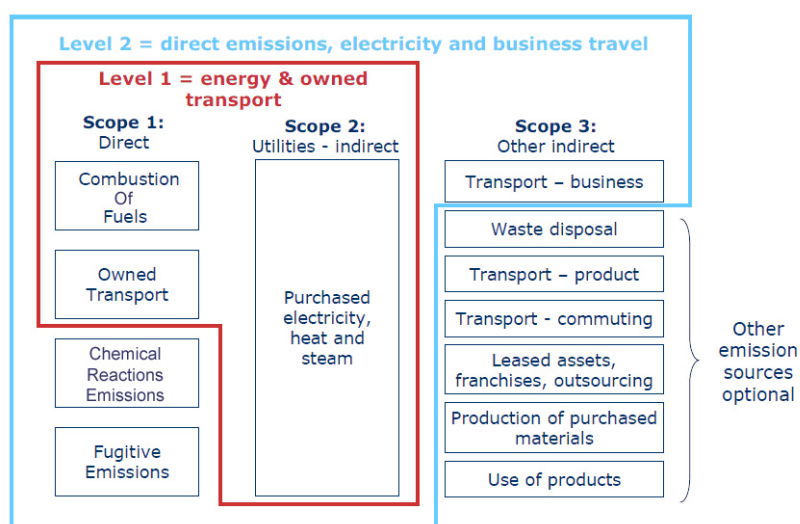 Level 2 = direct emissions, electricity and business travel
Level 1 = energy & owned
transport
Scope 1:
Direct
Combustion
Of
Fuels
Owned
Transport
Chemical
Reactions
Emissions
Fugitive
Emissions
Scope 2:
Utilities - indirect
Purchased
electricity,
heat and
steam
Scope 3:
Other indirect
Transport – business
Waste disposal
Transport – product
Transport - commuting
Leased assets,
franchises, outsourcing
Production of purchased
materials
Use of products
Other
emission
sources
optional